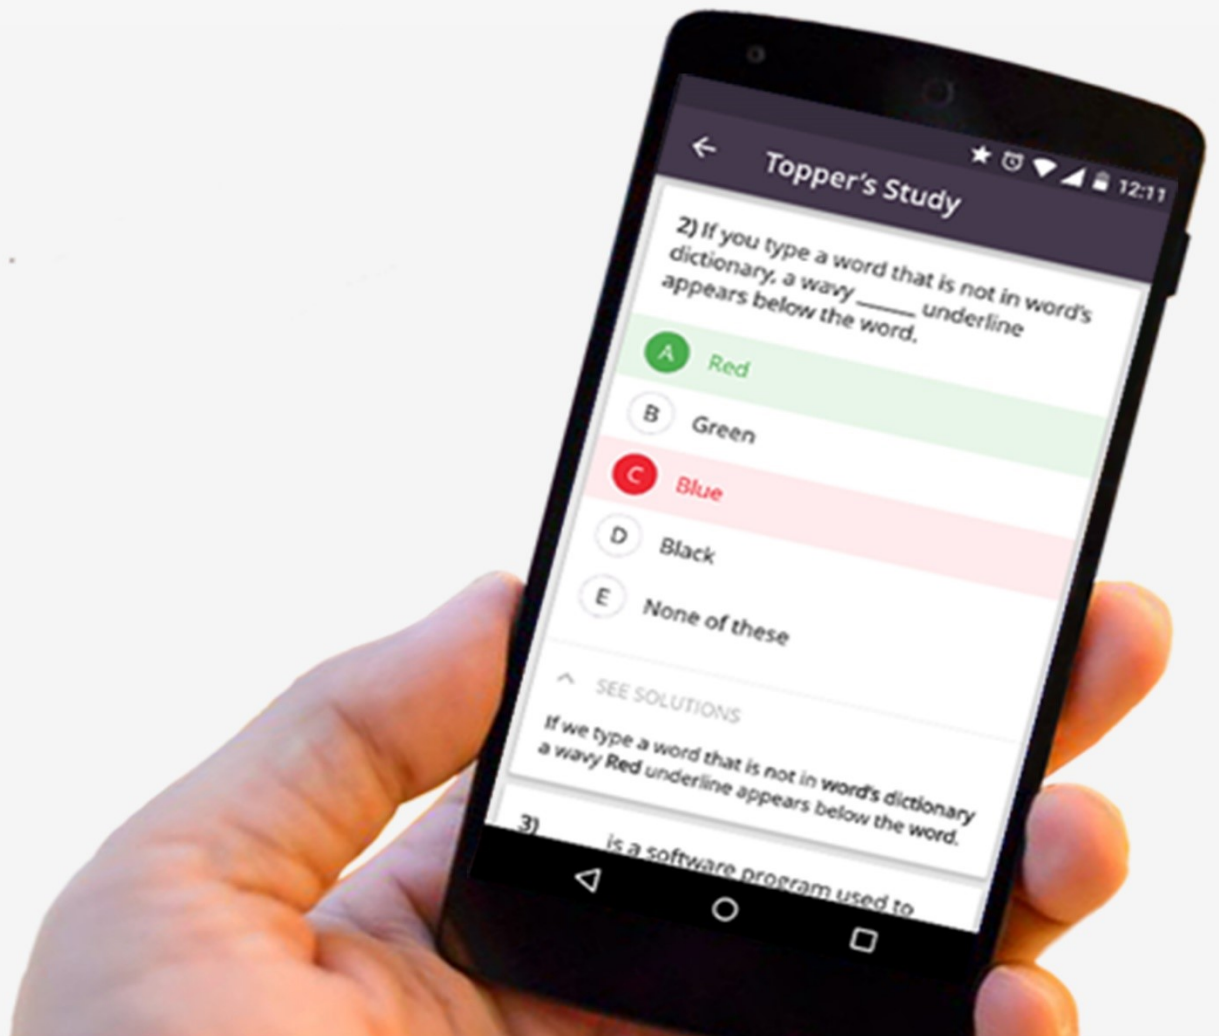 12:11
Topper's Study
2) If you type a word that is not in word's
dictionary, a wavy______ underline
appears below the word.
A Red
B Green
C Blue
D Black
E None of these
SEE SOLUTIONS
If we type a word that is not in word's dictionary
a wavy Red underline appears below the word.
3) ______ is a software program used to